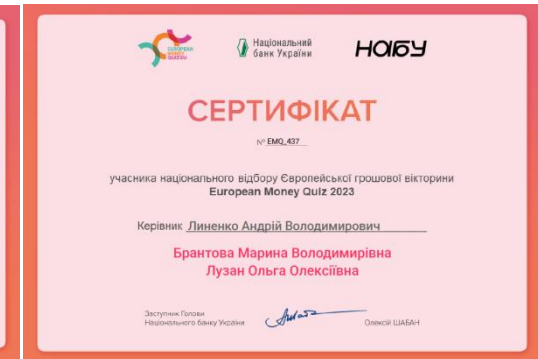 EUROPEAN
MONEY
QUIZ
Національний
банк України
НАБУ
СЕРТИФІКАТ
№ EMQ_437
учасника національного відбору Європейської грошової вікторини
European Money Quiz 2023
Керівник Линенко Андрій Володимирович
Брантова Марина Володимирівна
Лузан Ольга Олексіївна
Заступник Голови
Національного банку України
Олексій ШАБАН